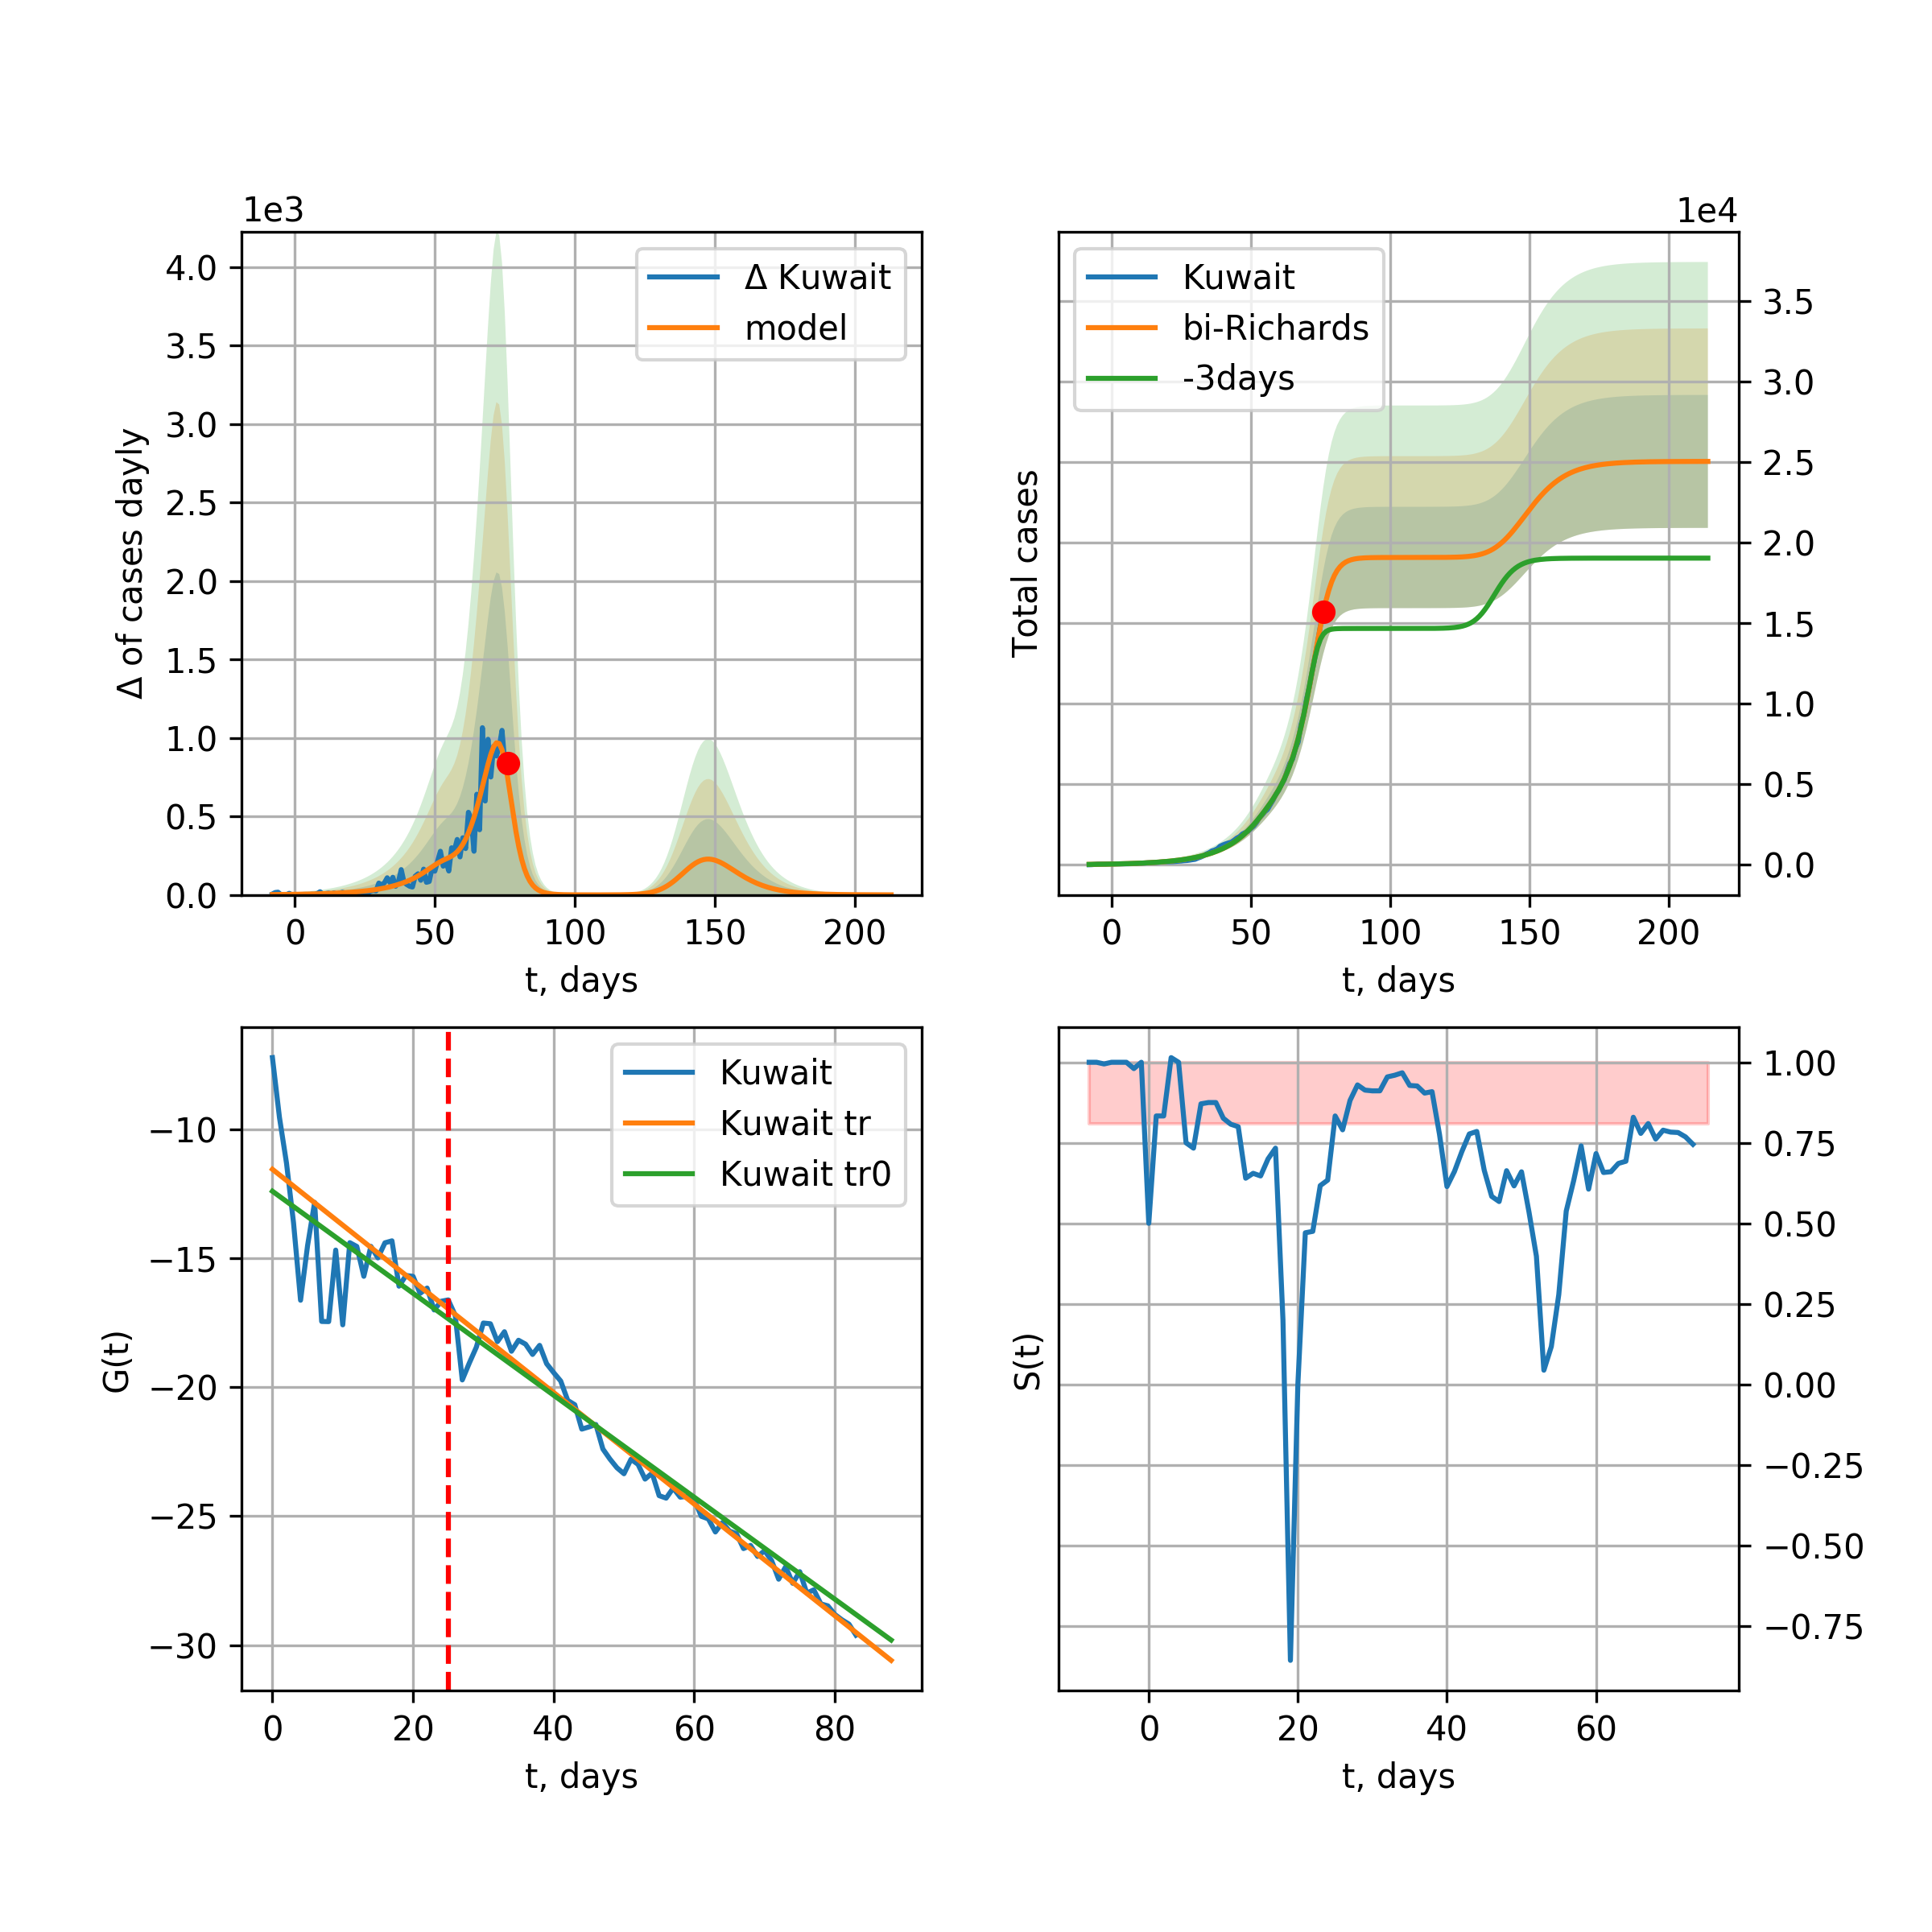 1e3
4.0
3.5
3.0
2.5
2.0
1.5
1.0
0.5
0.0
Δ of cases dayly
Δ Kuwait
model
0 50 100 150 200
t, days
1e4
3.5
3.0
2.5
2.0
1.5
1.0
0.5
0.0
Total cases
Kuwait
bi-Richards
-3days
0 50 100 150 200
t, days
−10
−15
−20
−25
−30
G(t)
Kuwait
Kuwait tr
Kuwait tr0
0 20 40 60 80
t, days
1.00
0.75
0.50
0.25
0.00
−0.25
−0.50
−0.75
S(t)
0 20 40 60
t, days